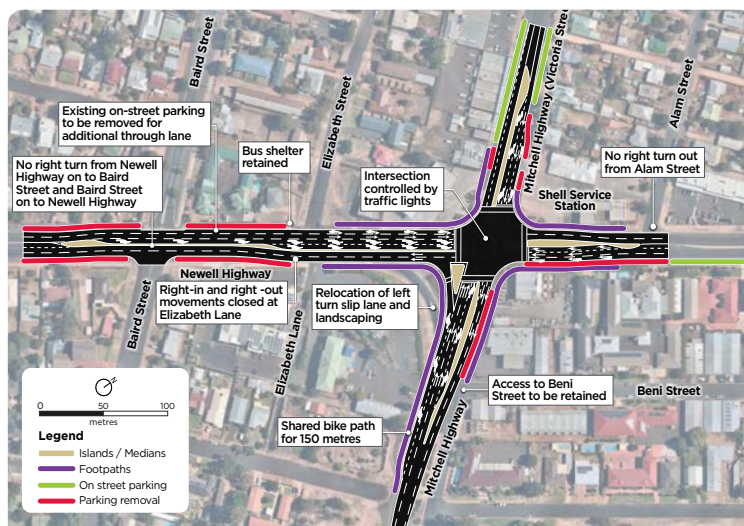 Baird Street
Elizabeth Street
Mitchell Highway (Victoria Street)
Alam Street
Existing on-street parking
to be removed for
additional through lane
No right turn from Newell
Highway on to Baird
Street and Baird Street
on to Newell Highway
Bus shelter
retained
Intersection
controlled by
traffic lights
No right turn out
from Alam Street
Shell Service
Station
Newell Highway
Right-in and right -out
movements closed at
Elizabeth Lane
Relocation of left
turn slip lane and
landscaping
Baird Street
Elizabeth Lane
Access to Beni
Street to be retained
Beni Street
Shared bike path
for 150 metres
Mitchell Highway
N
0 50 100
metres
Legend
Islands / Medians
Footpaths
On street parking
Parking removal